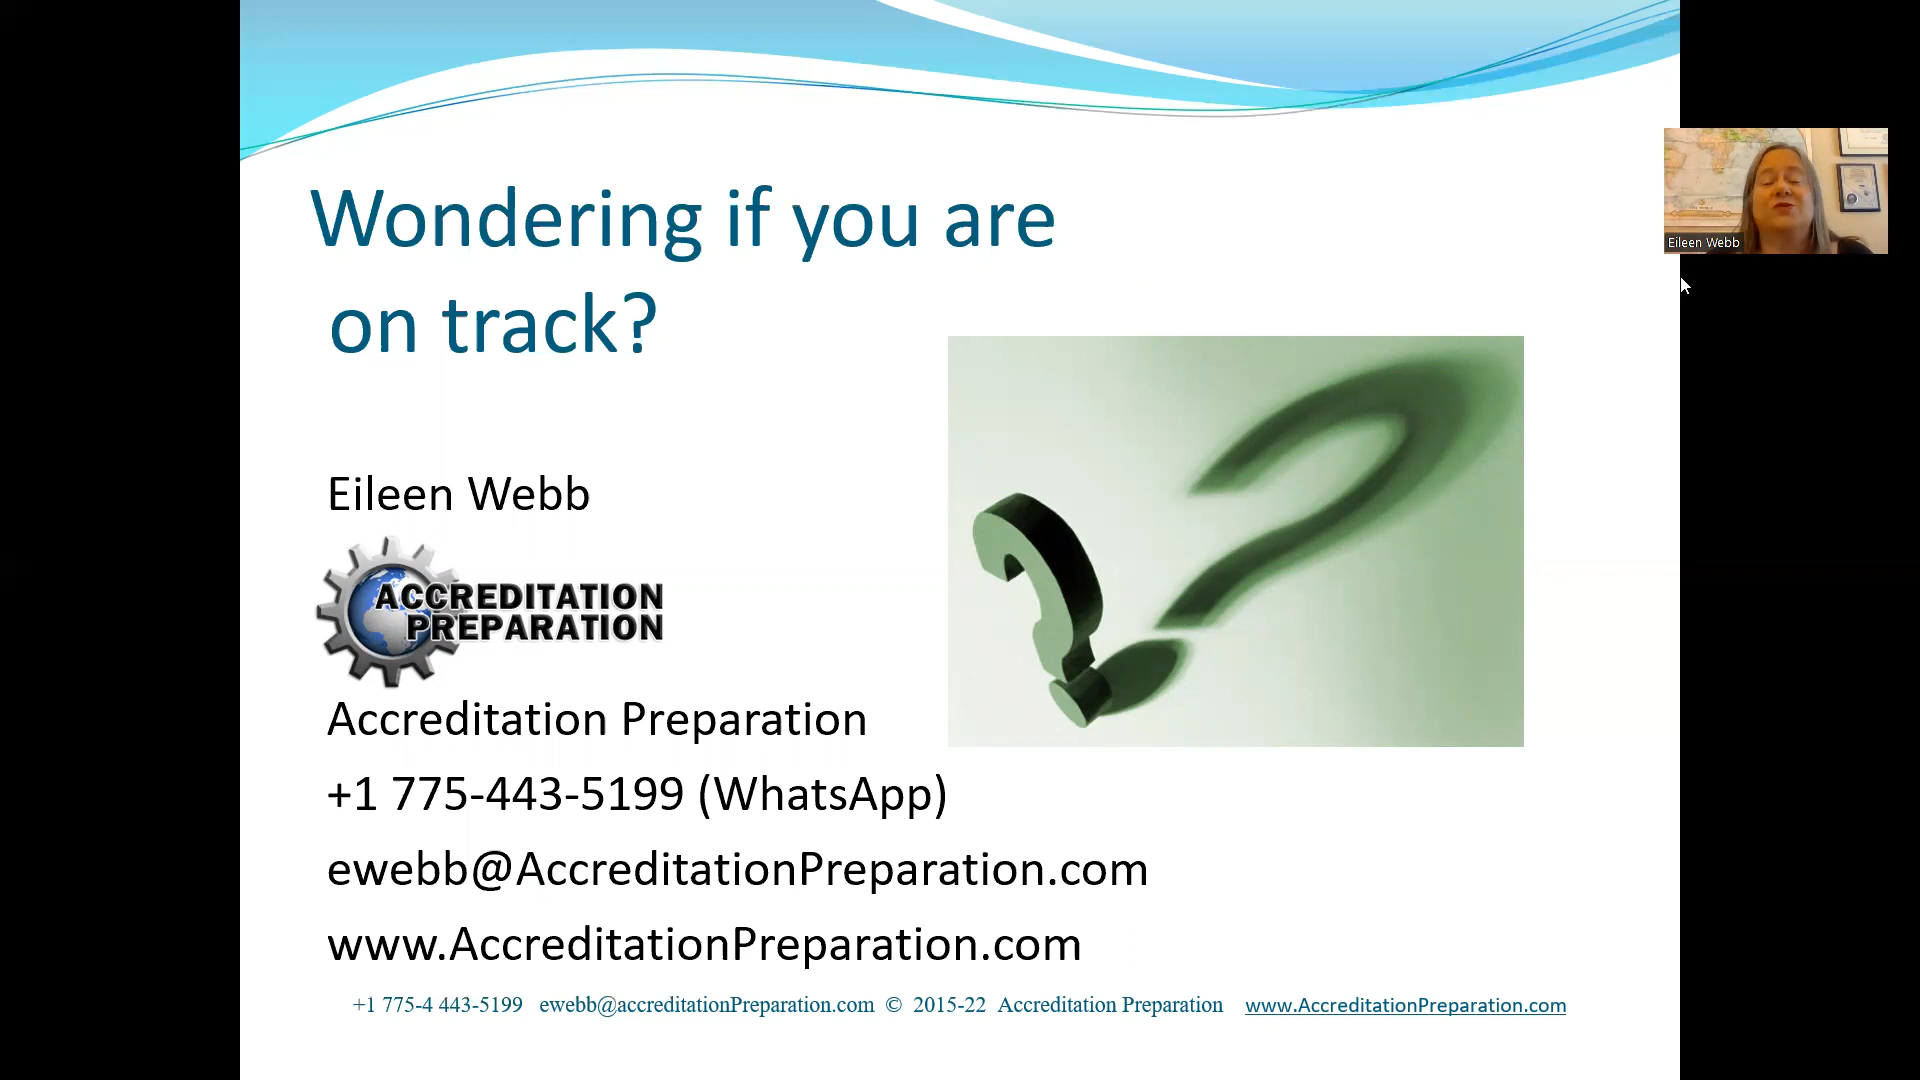 Wondering if you are
on track?
Eileen Webb
ACCREDITATION
PREPARATION
Accreditation Preparation
+1 775-443-5199 (WhatsApp)
ewebb@AccreditationPreparation.com
www.AccreditationPreparation.com
+1 775-4 443-5199 ewebb@accreditationPreparation.com © 2015-22 Accreditation Preparation www.AccreditationPreparation.com
Eileen Webb